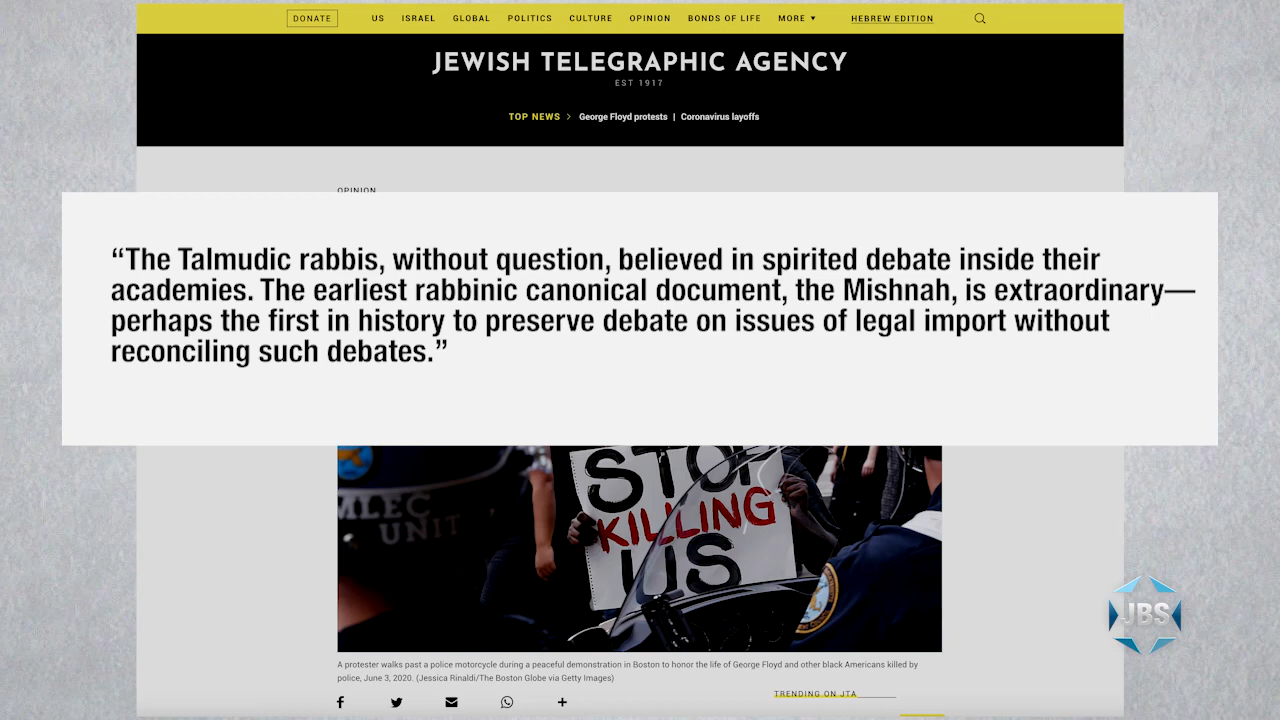 DONATE US ISRAEL GLOBAL POLITICS CULTURE OPINION BONDS OF LIFE MORE ▼ HEBREW EDITION
JEWISH TELEGRAPHIC AGENCY
EST 1917
TOP NEWS > George Floyd protests | Coronavirus layoffs
OPINION
“The Talmudic rabbis, without question, believed in spirited debate inside their
academies. The earliest rabbinic canonical document, the Mishnah, is extraordinary—
perhaps the first in history to preserve debate on issues of legal import without
reconciling such debates.”
STOP
KILLING
US
MLEC
UNIT
JBS
A protester walks past a police motorcycle during a peaceful demonstration in Boston to honor the life of George Floyd and other black Americans killed by
police, June 3, 2020. (Jessica Rinaldi/The Boston Globe via Getty Images)
TRENDING ON JTA